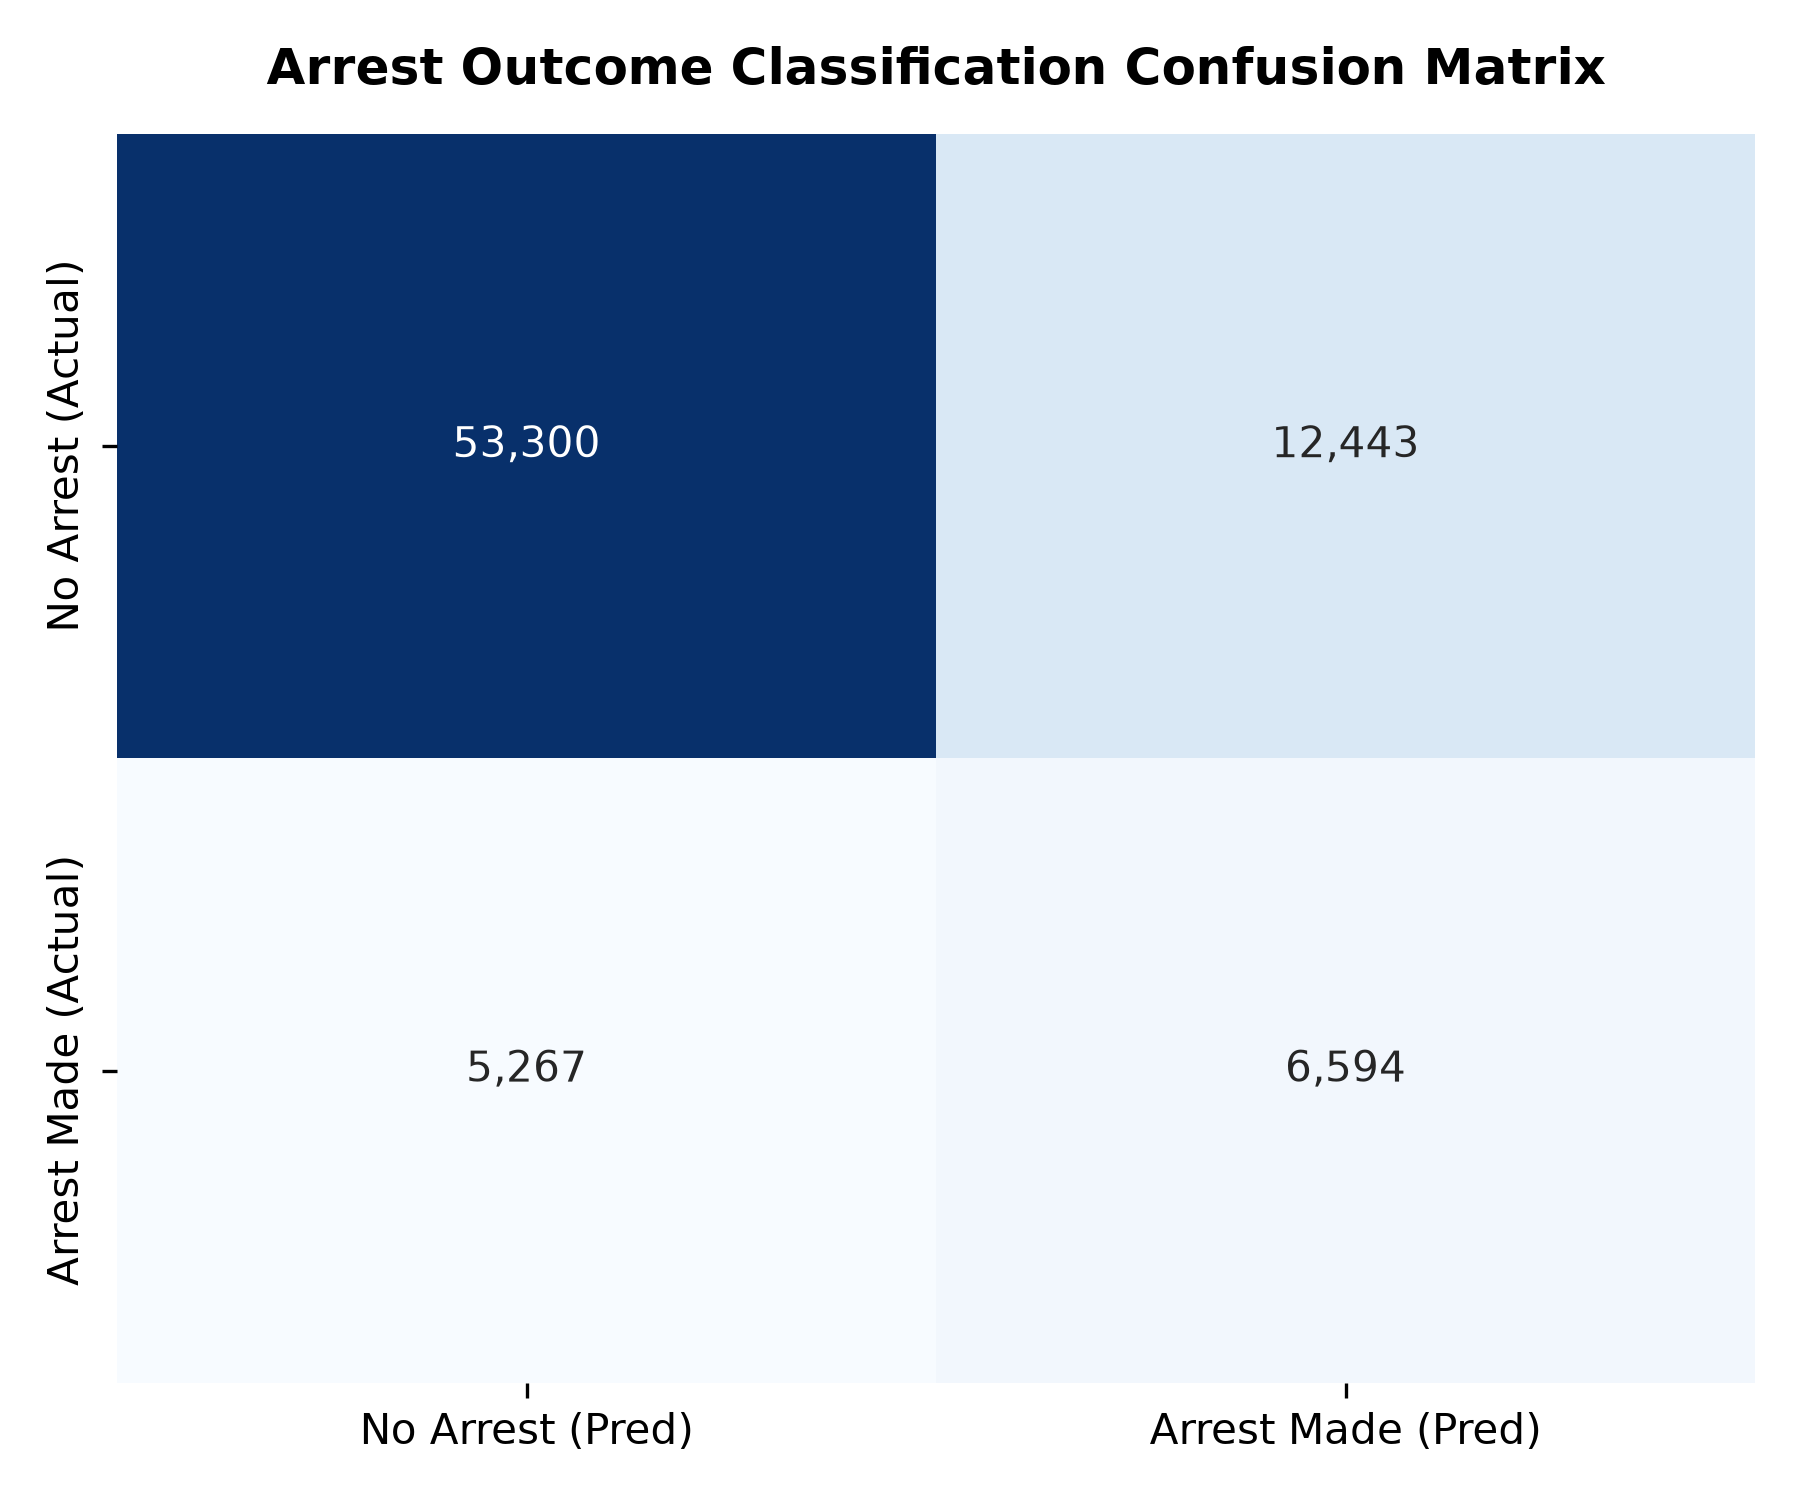 Arrest Outcome Classification Confusion Matrix
No Arrest (Actual)
53,300
12,443
Arrest Made (Actual)
5,267
6,594
No Arrest (Pred)
Arrest Made (Pred)